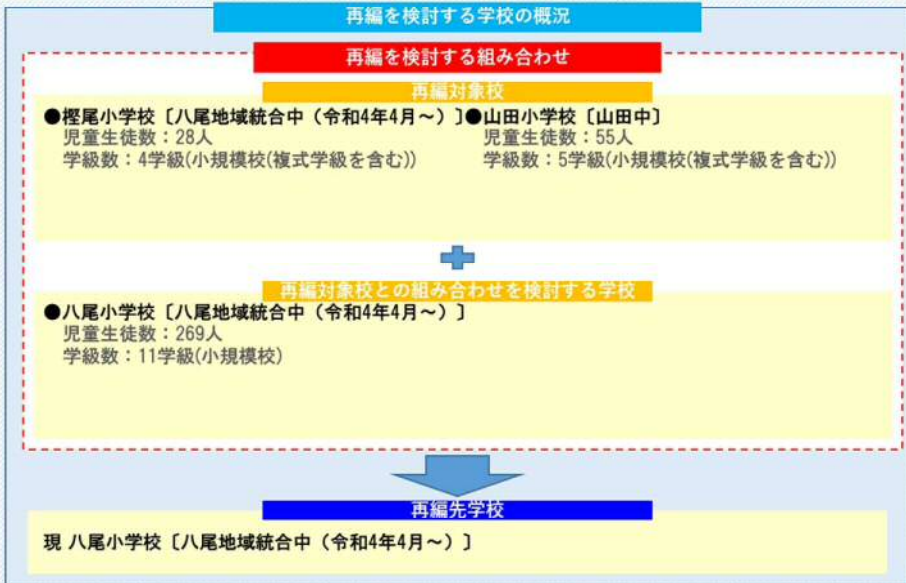 再編を検討する学校の概況
再編を検討する組み合わせ
再編対象校
●樫尾小学校〔八尾地域統合中（令和4年4月～）〕●山田小学校〔山田中〕
児童生徒数：28人 児童生徒数：55人
学級数：4学級(小規模校(複式学級を含む)) 学級数：5学級(小規模校(複式学級を含む))
再編対象校との組み合わせを検討する学校
●八尾小学校〔八尾地域統合中（令和4年4月～）〕
児童生徒数：269人
学級数：11学級(小規模校)
再編先学校
現 八尾小学校〔八尾地域統合中（令和4年4月～）〕